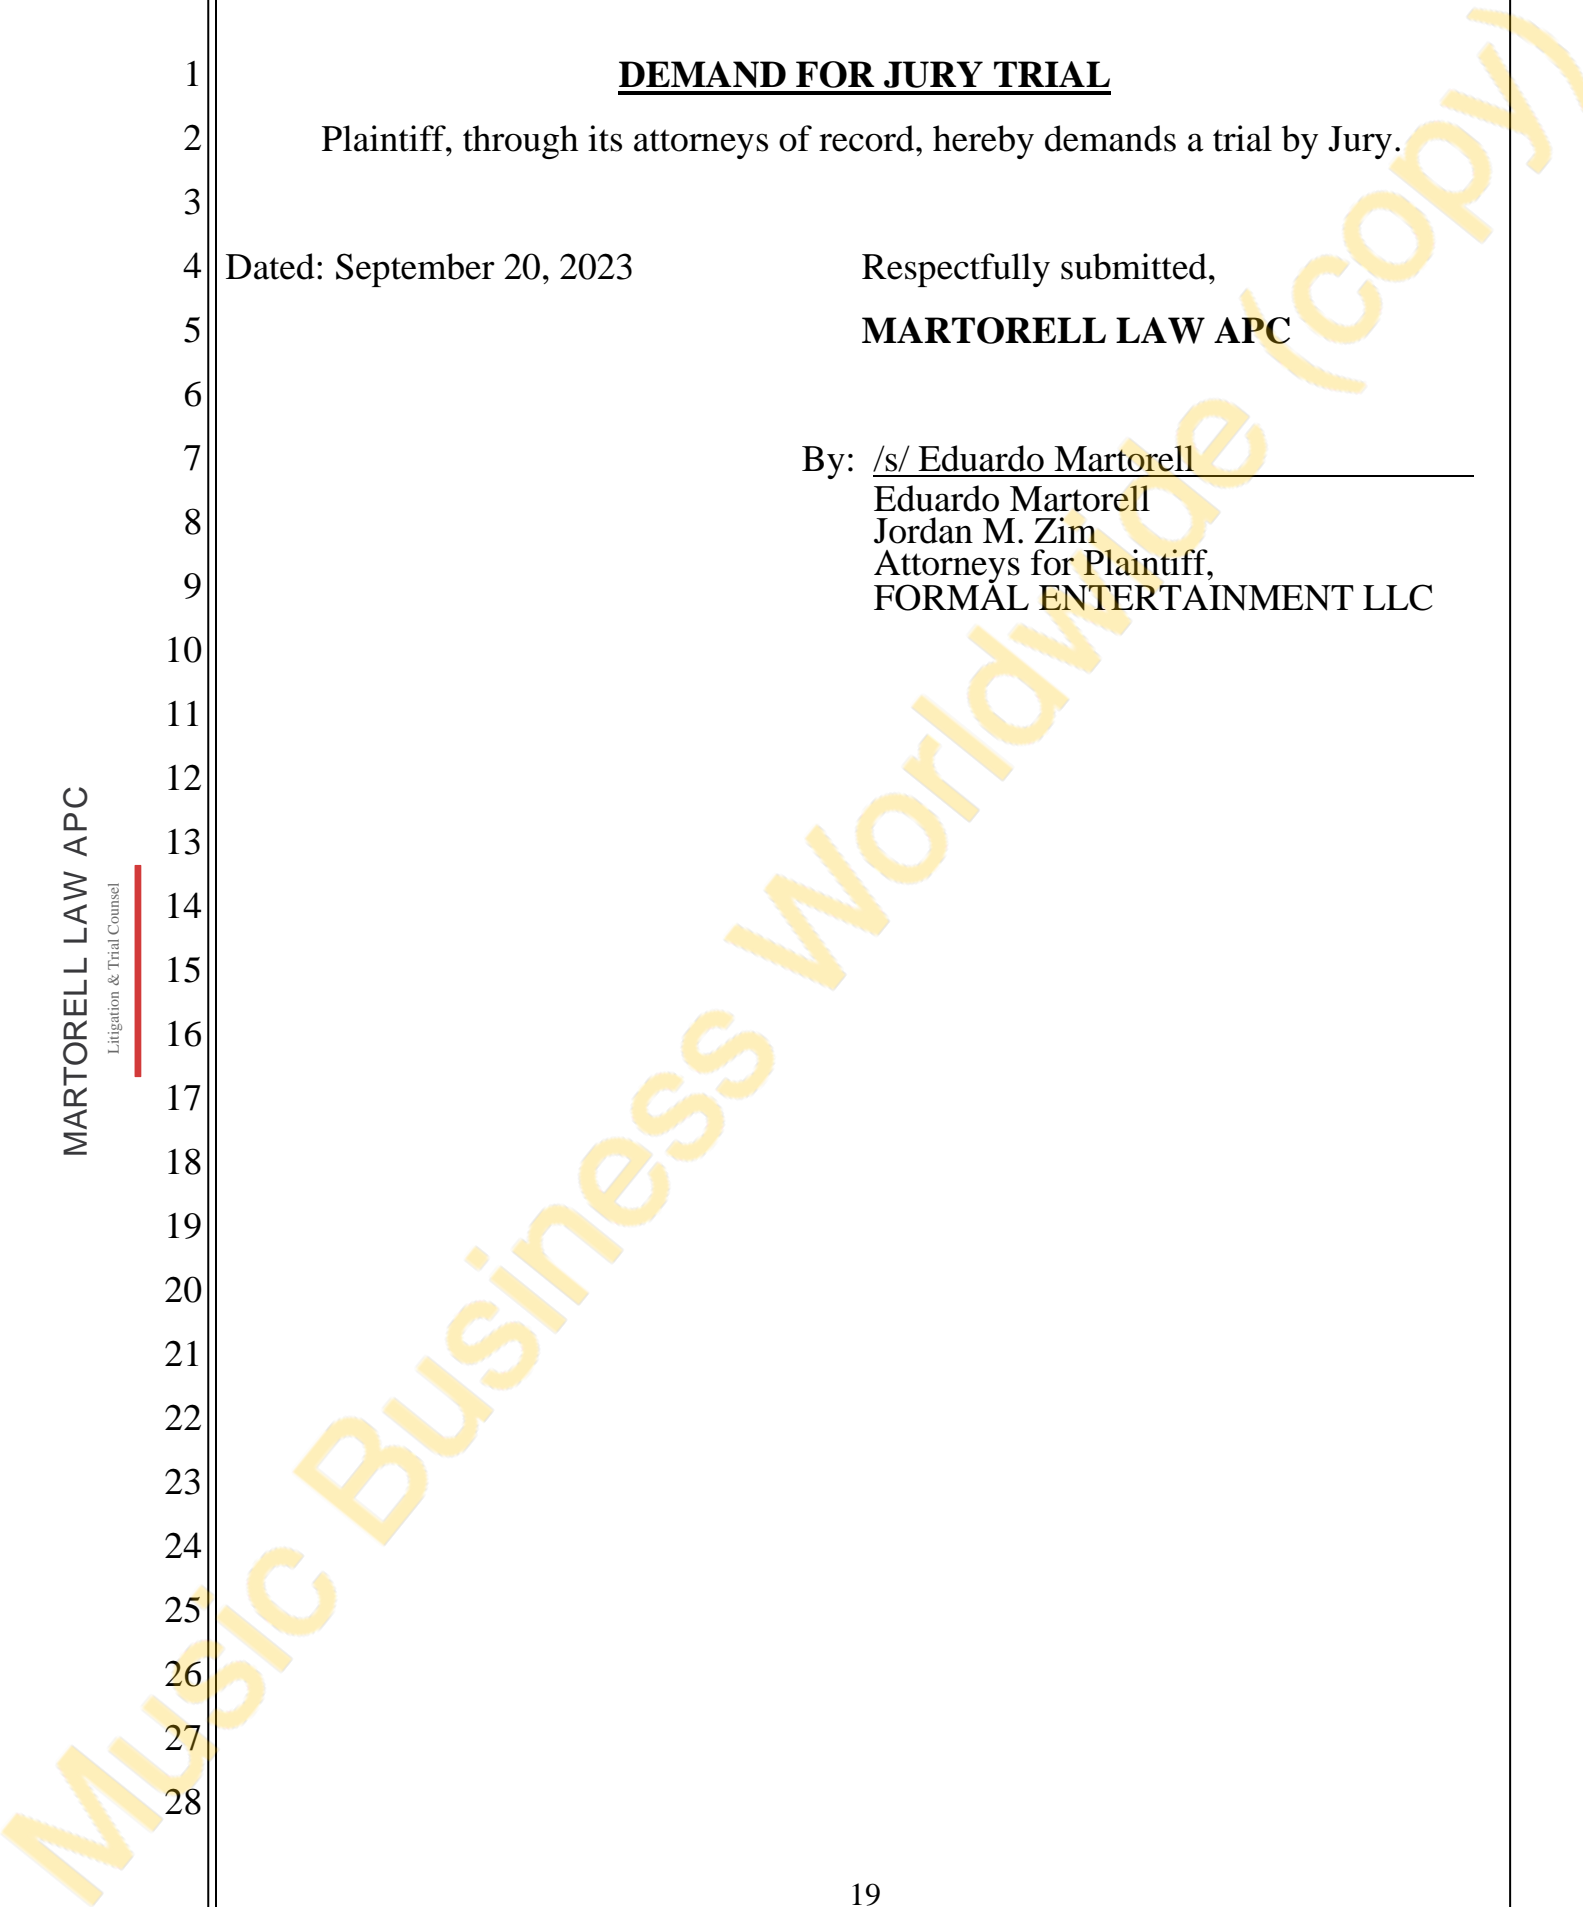 1 DEMAND FOR JURY TRIAL
2 Plaintiff, through its attorneys of record, hereby demands a trial by Jury.
3
4 Dated: September 20, 2023 Respectfully submitted,
5 MARTORELL LAW APC
6
7 By: /s/ Eduardo Martorell
Eduardo Martorell
8 Jordan M. Zim
Attorneys for Plaintiff,
9 FORMAL ENTERTAINMENT LLC
10
11
12
13
14
15
16
17
18
19
20
21
22
23
24
25
26
27
28
MARTORELL LAW APC
Litigation & Trial Counsel
19
Music Business Worldwide (copy)